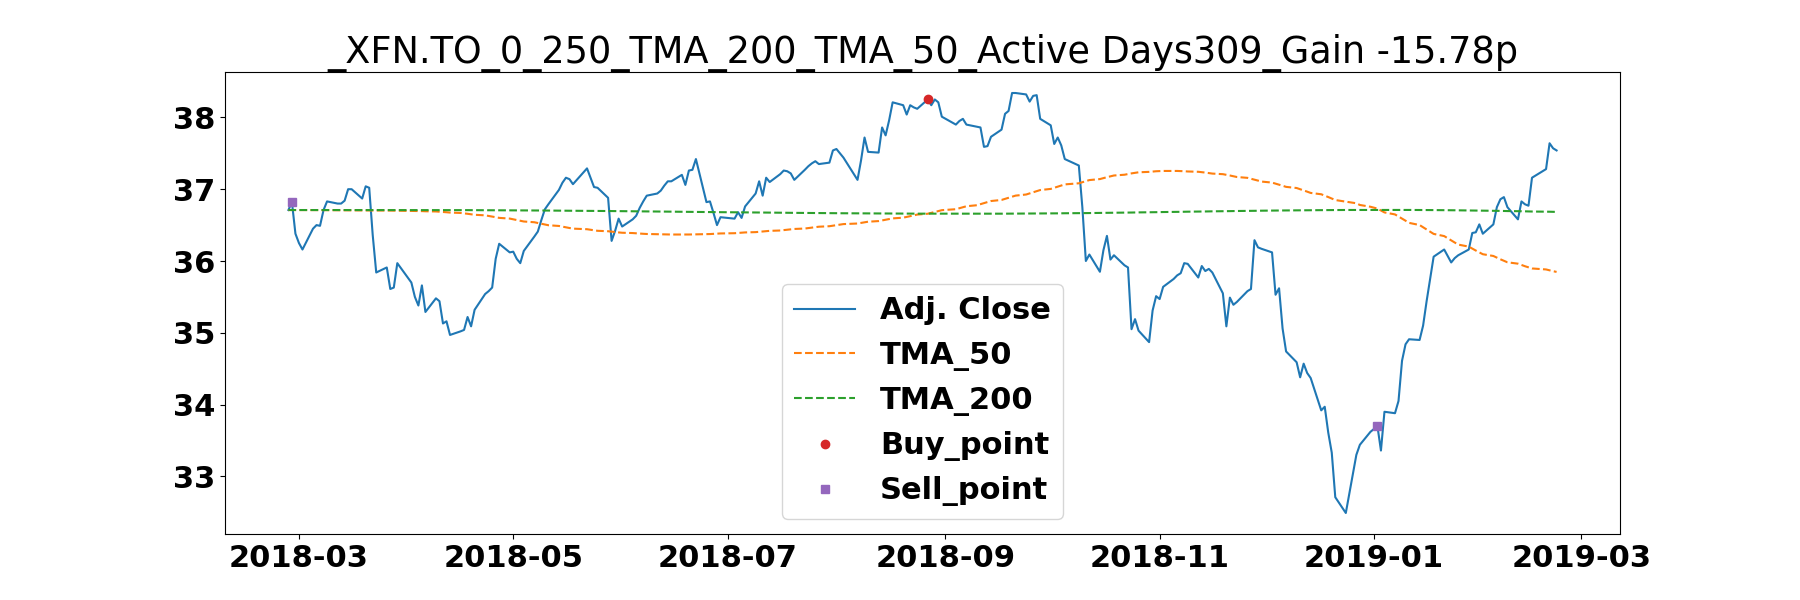 _XFN.TO_0_250_TMA_200_TMA_50_Active Days309_Gain -15.78p
38
37
36
35
34
33
Adj. Close
TMA_50
TMA_200
Buy_point
Sell_point
2018-03 2018-05 2018-07 2018-09 2018-11 2019-01 2019-03